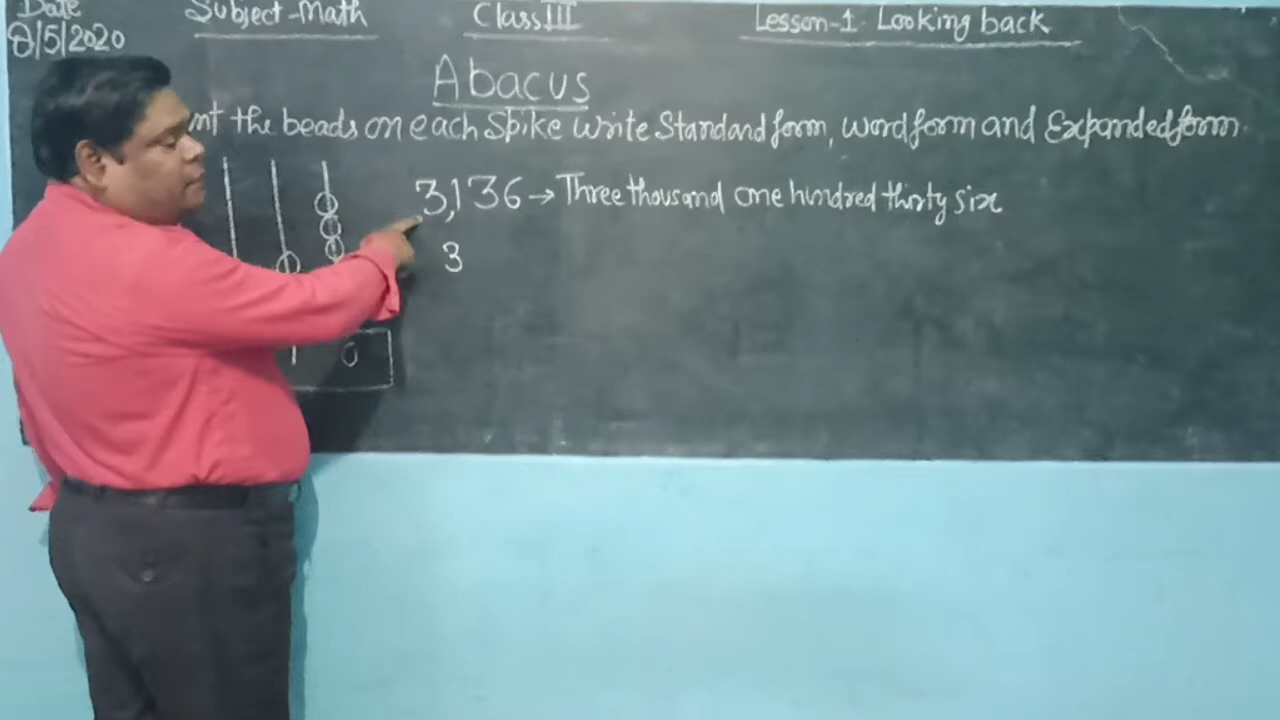 Date Subject-Math Class III Lesson-1 Looking back
8/5/2020
Abacus
nt the beads on each Spike write Standard form, word form and Expanded form.
3,136 → Three thousand one hundred thirty six
3
0